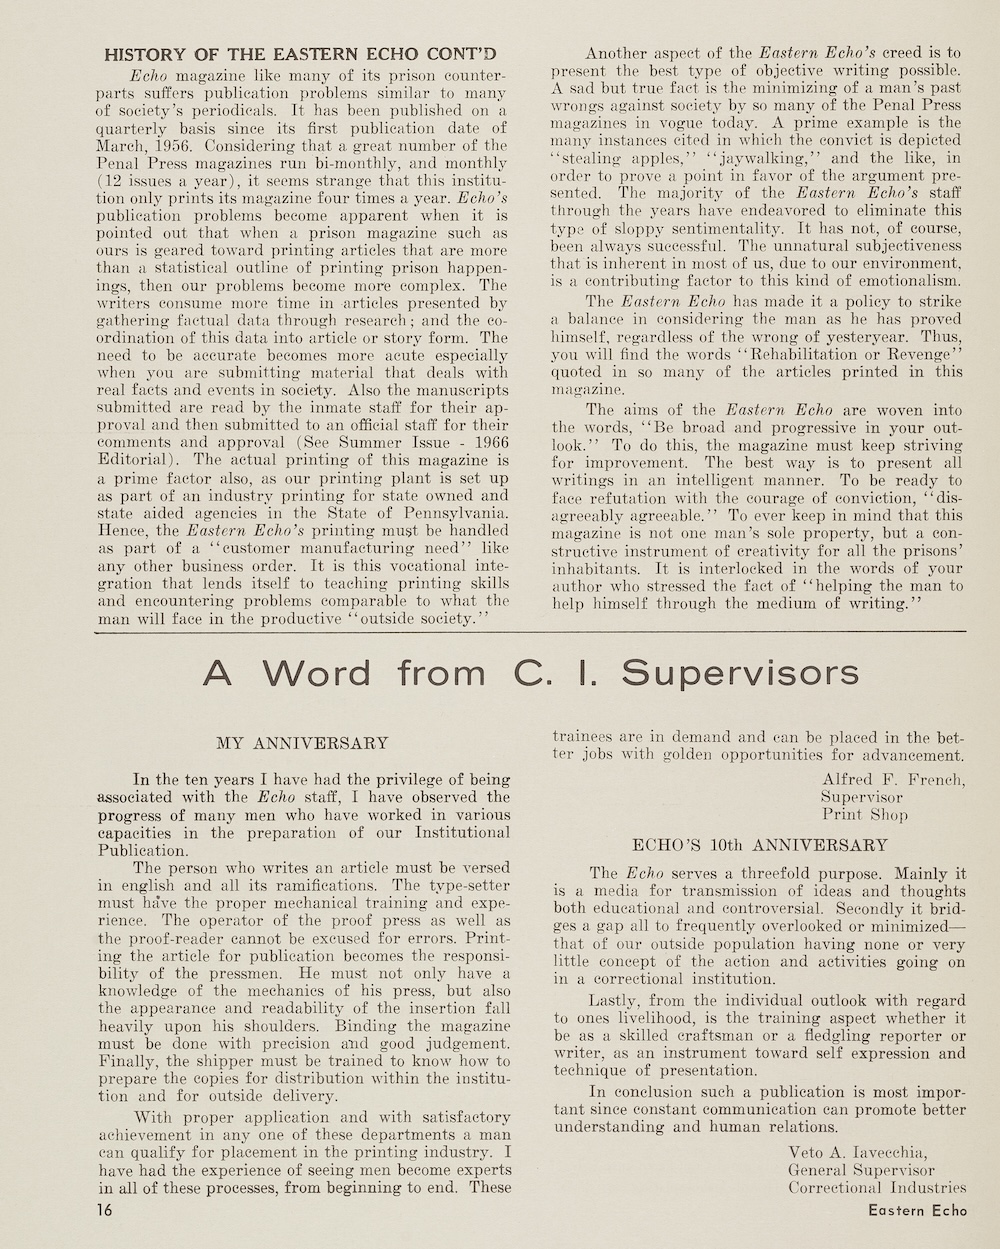 HISTORY OF THE EASTERN ECHO CONT'D
Echo magazine like many of its prison counter-
parts suffers publication problems similar to many
of society's periodicals. It has been published on a
quarterly basis since its first publication date of
March, 1956. Considering that a great number of the
Penal Press magazines run bi-monthly, and monthly
(12 issues a year), it seems strange that this institu-
tion only prints its magazine four times a year. Echo's
publication problems become apparent when it is
pointed out that when a prison magazine such as
ours is geared toward printing articles that are more
than a statistical outline of printing prison happen-
ings, then our problems become more complex. The
writers consume more time in articles presented by
gathering factual data through research; and the co-
ordination of this data into article or story form. The
need to be accurate becomes more acute especially
when you are submitting material that deals with
real facts and events in society. Also the manuscripts
submitted are read by the inmate staff for their ap-
proval and then submitted to an official staff for their
comments and approval (See Summer Issue - 1966
Editorial). The actual printing of this magazine is
a prime factor also, as our printing plant is set up
as part of an industry printing for state owned and
state aided agencies in the State of Pennsylvania.
Hence, the Eastern Echo's printing must be handled
as part of a ''customer manufacturing need'' like
any other business order. It is this vocational inte-
gration that lends itself to teaching printing skills
and encountering problems comparable to what the
man will face in the productive ''outside society.''
Another aspect of the Eastern Echo's creed is to
present the best type of objective writing possible.
A sad but true fact is the minimizing of a man's past
wrongs against society by so many of the Penal Press
magazines in vogue today. A prime example is the
many instances cited in which the convict is depicted
''stealing apples,'' ''jaywalking,'' and the like, in
order to prove a point in favor of the argument pre-
sented. The majority of the Eastern Echo's staff
through the years have endeavored to eliminate this
type of sloppy sentimentality. It has not, of course,
been always successful. The unnatural subjectiveness
that is inherent in most of us, due to our environment,
is a contributing factor to this kind of emotionalism.
The Eastern Echo has made it a policy to strike
a balance in considering the man as he has proved
himself, regardless of the wrong of yesteryear. Thus,
you will find the words ''Rehabilitation or Revenge''
quoted in so many of the articles printed in this
magazine.
The aims of the Eastern Echo are woven into
the words, ''Be broad and progressive in your out-
look.'' To do this, the magazine must keep striving
for improvement. The best way is to present all
writings in an intelligent manner. To be ready to
face refutation with the courage of conviction, ''dis-
agreeably agreeable.'' To ever keep in mind that this
magazine is not one man's sole property, but a con-
structive instrument of creativity for all the prisons'
inhabitants. It is interlocked in the words of your
author who stressed the fact of ''helping the man to
help himself through the medium of writing.''
A Word from C. I. Supervisors
MY ANNIVERSARY
In the ten years I have had the privilege of being
associated with the Echo staff, I have observed the
progress of many men who have worked in various
capacities in the preparation of our Institutional
Publication.
The person who writes an article must be versed
in english and all its ramifications. The type-setter
must have the proper mechanical training and expe-
rience. The operator of the proof press as well as
the proof-reader cannot be excused for errors. Print-
ing the article for publication becomes the responsi-
bility of the pressmen. He must not only have a
knowledge of the mechanics of his press, but also
the appearance and readability of the insertion fall
heavily upon his shoulders. Binding the magazine
must be done with precision and good judgement.
Finally, the shipper must be trained to know how to
prepare the copies for distribution within the institu-
tion and for outside delivery.
With proper application and with satisfactory
achievement in any one of these departments a man
can qualify for placement in the printing industry. I
have had the experience of seeing men become experts
in all of these processes, from beginning to end. These
trainees are in demand and can be placed in the bet-
ter jobs with golden opportunities for advancement.
Alfred F. French,
Supervisor
Print Shop
ECHO'S 10th ANNIVERSARY
The Echo serves a threefold purpose. Mainly it
is a media for transmission of ideas and thoughts
both educational and controversial. Secondly it brid-
ges a gap all to frequently overlooked or minimized—
that of our outside population having none or very
little concept of the action and activities going on
in a correctional institution.
Lastly, from the individual outlook with regard
to ones livelihood, is the training aspect whether it
be as a skilled craftsman or a fledgling reporter or
writer, as an instrument toward self expression and
technique of presentation.
In conclusion such a publication is most impor-
tant since constant communication can promote better
understanding and human relations.
Veto A. Iavecchia,
General Supervisor
Correctional Industries
16
Eastern Echo